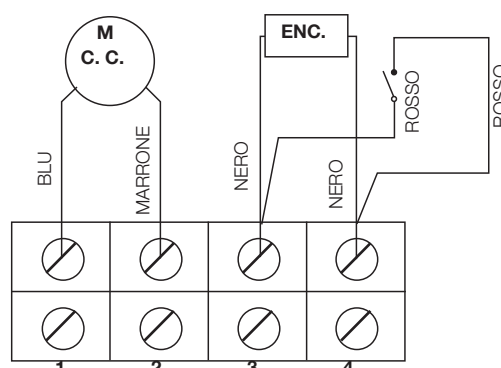 M
C. C.
ENC.
BLU
MARRONE
NERO
NERO
ROSSO
ROSSO
1 2 3 4